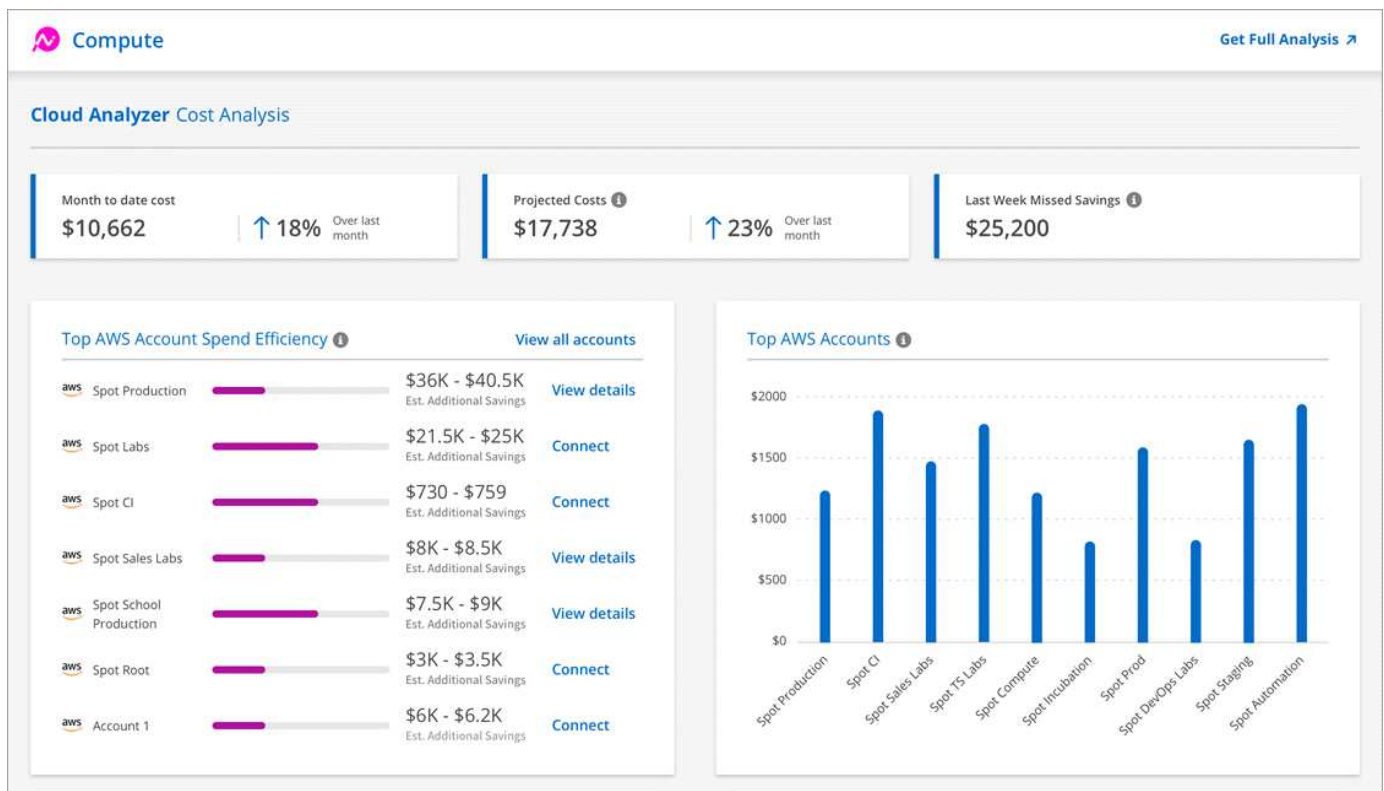 Compute
Get Full Analysis
Cloud Analyzer Cost Analysis
Month to date cost
$10,662
18%
Over last
month
Projected Costs
$17,738
23%
Over last
month
Last Week Missed Savings
$25,200
Top AWS Account Spend Efficiency
View all accounts
aws Spot Production
$36K - $40.5K
Est. Additional Savings
View details
aws Spot Labs
$21.5K - $25K
Est. Additional Savings
Connect
aws Spot CI
$730 - $759
Est. Additional Savings
Connect
aws Spot Sales Labs
$8K - $8.5K
Est. Additional Savings
View details
aws Spot School
Production
$7.5K - $9K
Est. Additional Savings
View details
aws Spot Root
$3K - $3.5K
Est. Additional Savings
Connect
aws Account 1
$6K - $6.2K
Est. Additional Savings
Connect
Top AWS Accounts
$2000
$1500
$1000
$500
$0
Spot Production
Spot CI
Spot Sales Labs
Spot TS Labs
Spot Compute
Spot Incubation
Spot Prod
Spot DevOps Labs
Spot Staging
Spot Automation